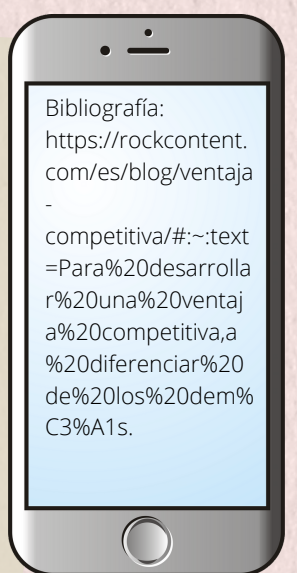 Bibliografía:
https://rockcontent.
com/es/blog/ventaja
-
competitiva/#:~:text
=Para%20desarrolla
r%20una%20ventaj
a%20competitiva,a
%20diferenciar%20
de%20los%20dem%
C3%A1s.